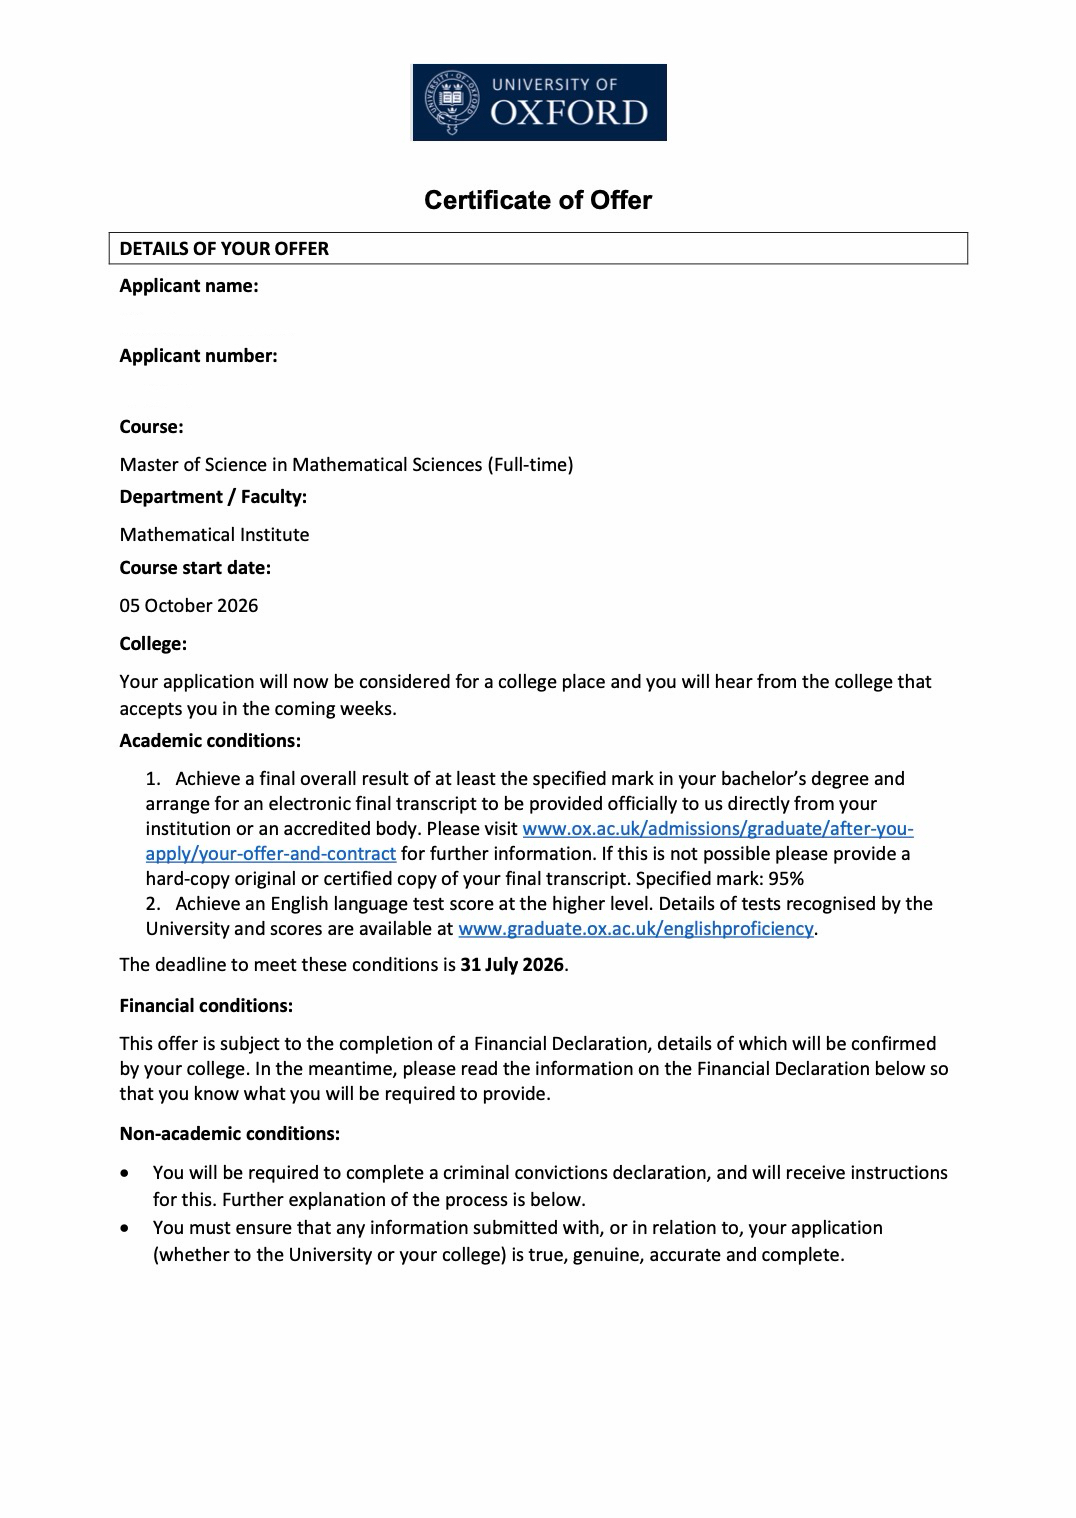 UNIVERSITY OF
OXFORD
Certificate of Offer
DETAILS OF YOUR OFFER
Applicant name:
Applicant number:
Course:
Master of Science in Mathematical Sciences (Full-time)
Department / Faculty:
Mathematical Institute
Course start date:
05 October 2026
College:
Your application will now be considered for a college place and you will hear from the college that
accepts you in the coming weeks.
Academic conditions:
1. Achieve a final overall result of at least the specified mark in your bachelor’s degree and
arrange for an electronic final transcript to be provided officially to us directly from your
institution or an accredited body. Please visit www.ox.ac.uk/admissions/graduate/after-you-
apply/your-offer-and-contract for further information. If this is not possible please provide a
hard-copy original or certified copy of your final transcript. Specified mark: 95%
2. Achieve an English language test score at the higher level. Details of tests recognised by the
University and scores are available at www.graduate.ox.ac.uk/englishproficiency.
The deadline to meet these conditions is 31 July 2026.
Financial conditions:
This offer is subject to the completion of a Financial Declaration, details of which will be confirmed
by your college. In the meantime, please read the information on the Financial Declaration below so
that you know what you will be required to provide.
Non-academic conditions:
• You will be required to complete a criminal convictions declaration, and will receive instructions
for this. Further explanation of the process is below.
• You must ensure that any information submitted with, or in relation to, your application
(whether to the University or your college) is true, genuine, accurate and complete.